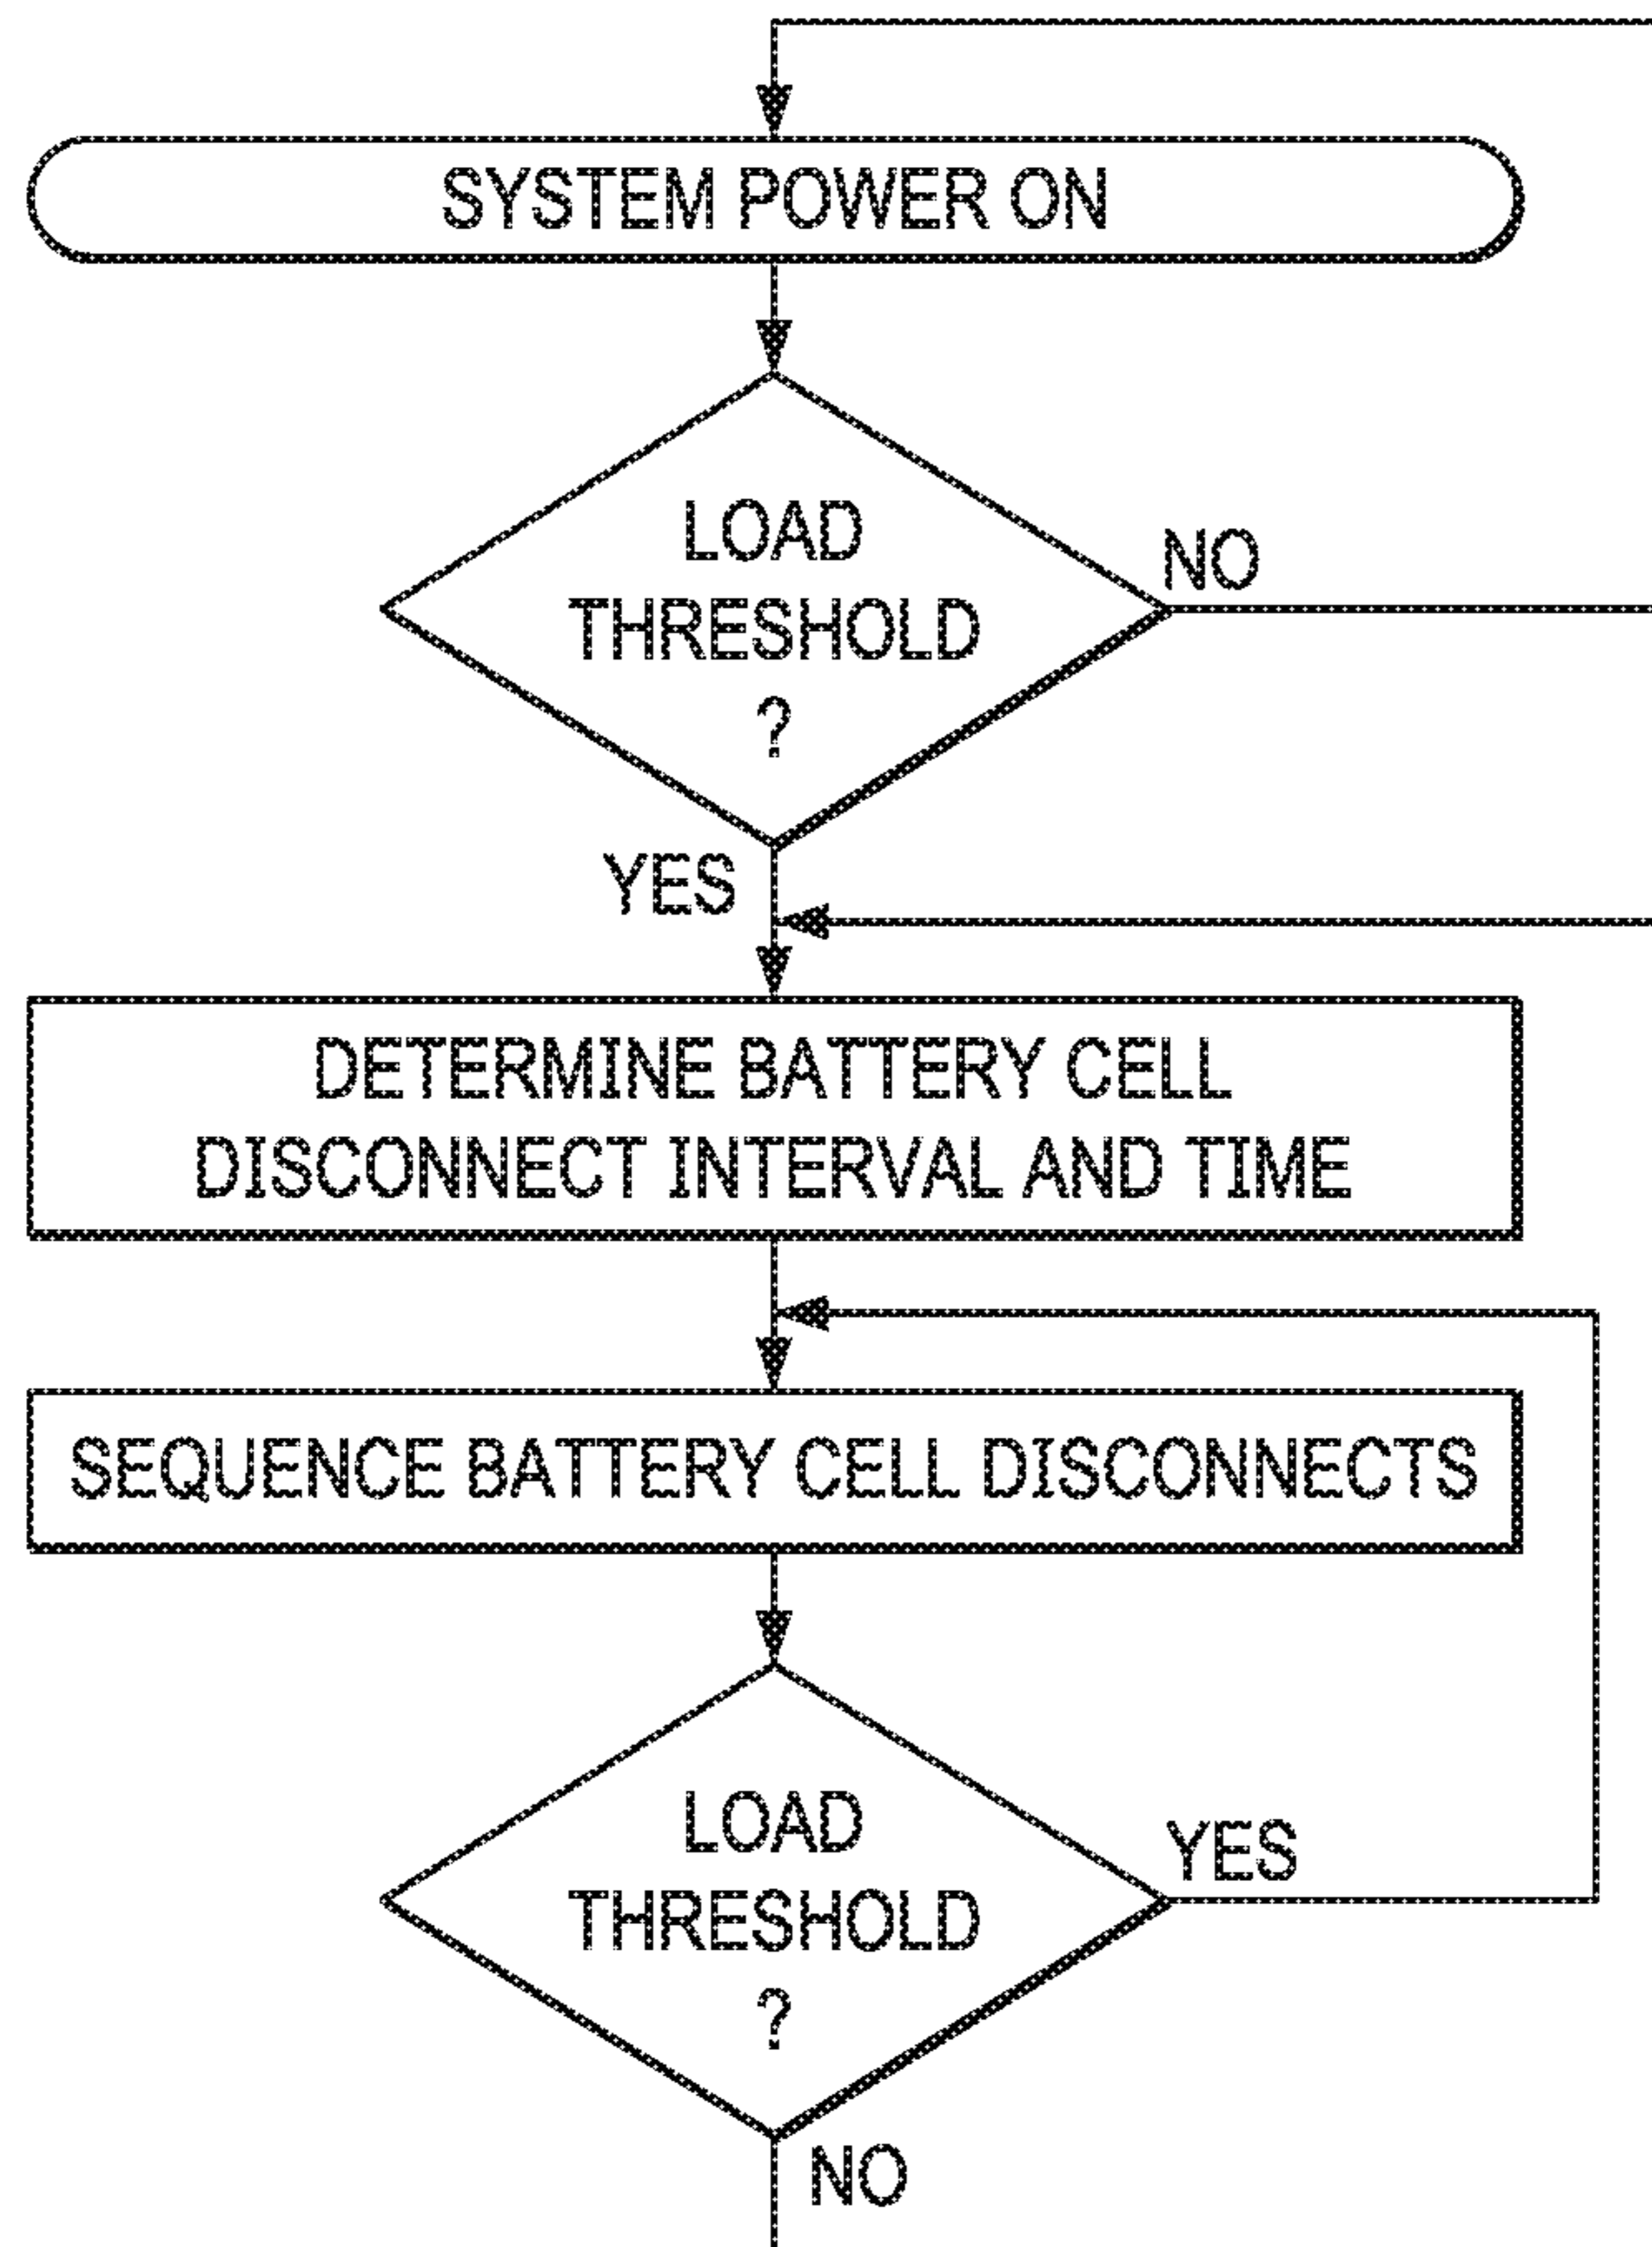 SYSTEM POWER ON
LOAD
THRESHOLD
?
NO
YES
DETERMINE BATTERY CELL
DISCONNECT INTERVAL AND TIME
SEQUENCE BATTERY CELL DISCONNECTS
LOAD
THRESHOLD
?
YES
NO